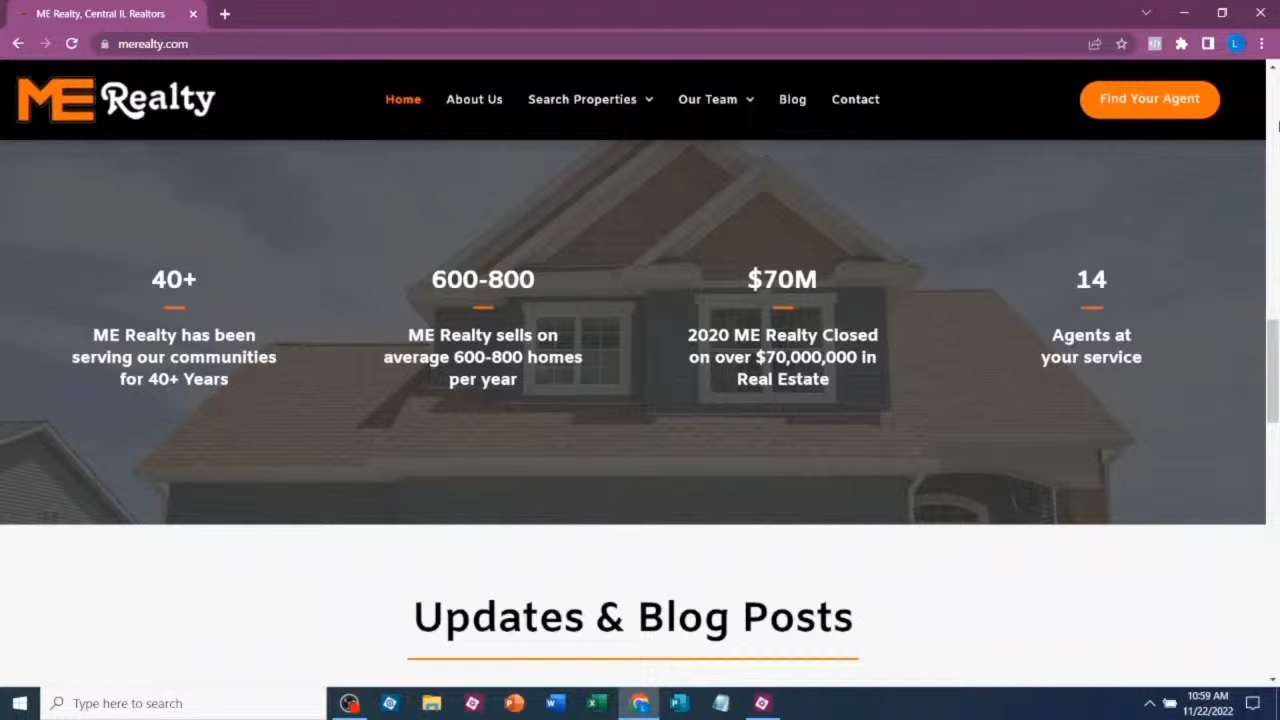 ME Realty, Central IL Realtors
merealty.com
L
ME Realty
Home About Us Search Properties Our Team Blog Contact
Find Your Agent
40+ 600-800 $70M 14
ME Realty has been
serving our communities
for 40+ Years
ME Realty sells on
average 600-800 homes
per year
2020 ME Realty Closed
on over $70,000,000 in
Real Estate
Agents at
your service
Updates & Blog Posts
Type here to search
10:59 AM
11/22/2022